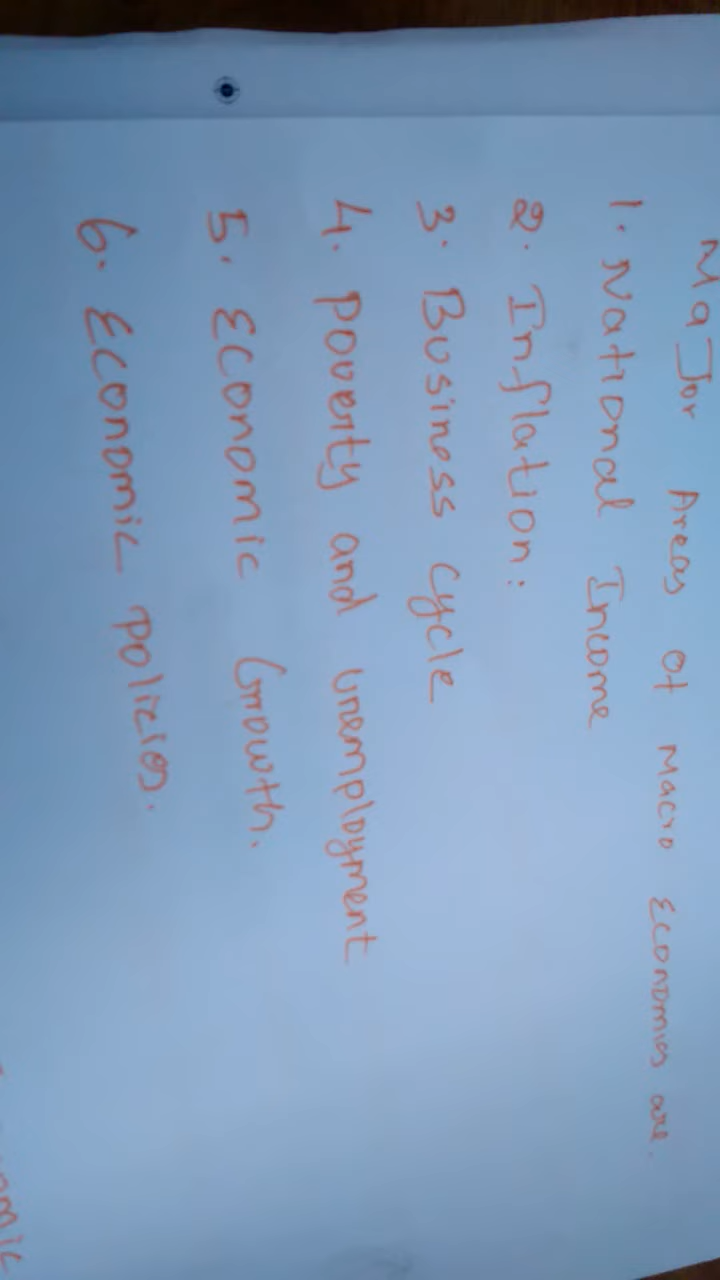 Major Areas Of Macro Economics are.
1. National Income
2. Inflation:
3. Business Cycle
4. Poverty and Unemployment
5. Economic Growth.
6. Economic Policies.